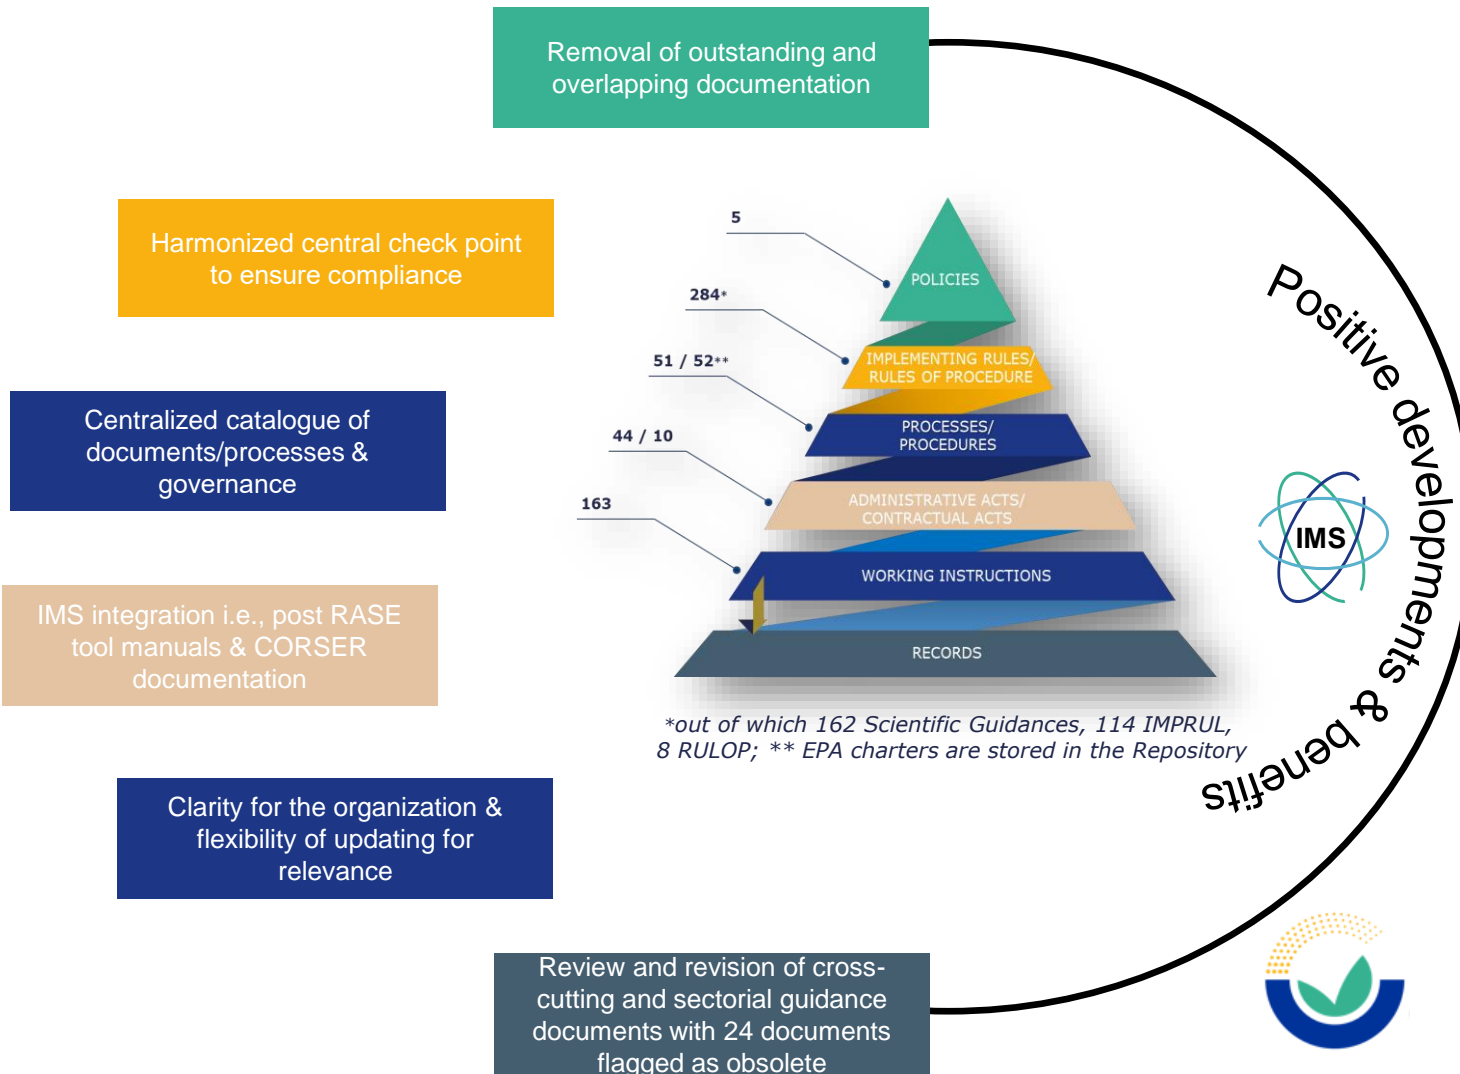 Removal of outstanding and
overlapping documentation
Harmonized central check point
to ensure compliance
Centralized catalogue of
documents/processes &
governance
IMS integration i.e., post RASE
tool manuals & CORSER
documentation
Clarity for the organization &
flexibility of updating for
relevance
Review and revision of cross-
cutting and sectorial guidance
documents with 24 documents
flagged as obsolete
5
POLICIES
284*
IMPLEMENTING RULES/
RULES OF PROCEDURE
51 / 52**
PROCESSES/
PROCEDURES
44 / 10
ADMINISTRATIVE ACTS/
CONTRACTUAL ACTS
163
WORKING INSTRUCTIONS
RECORDS
*out of which 162 Scientific Guidances, 114 IMPRUL,
8 RULOP; ** EPA charters are stored in the Repository
Positive developments & benefits
IMS